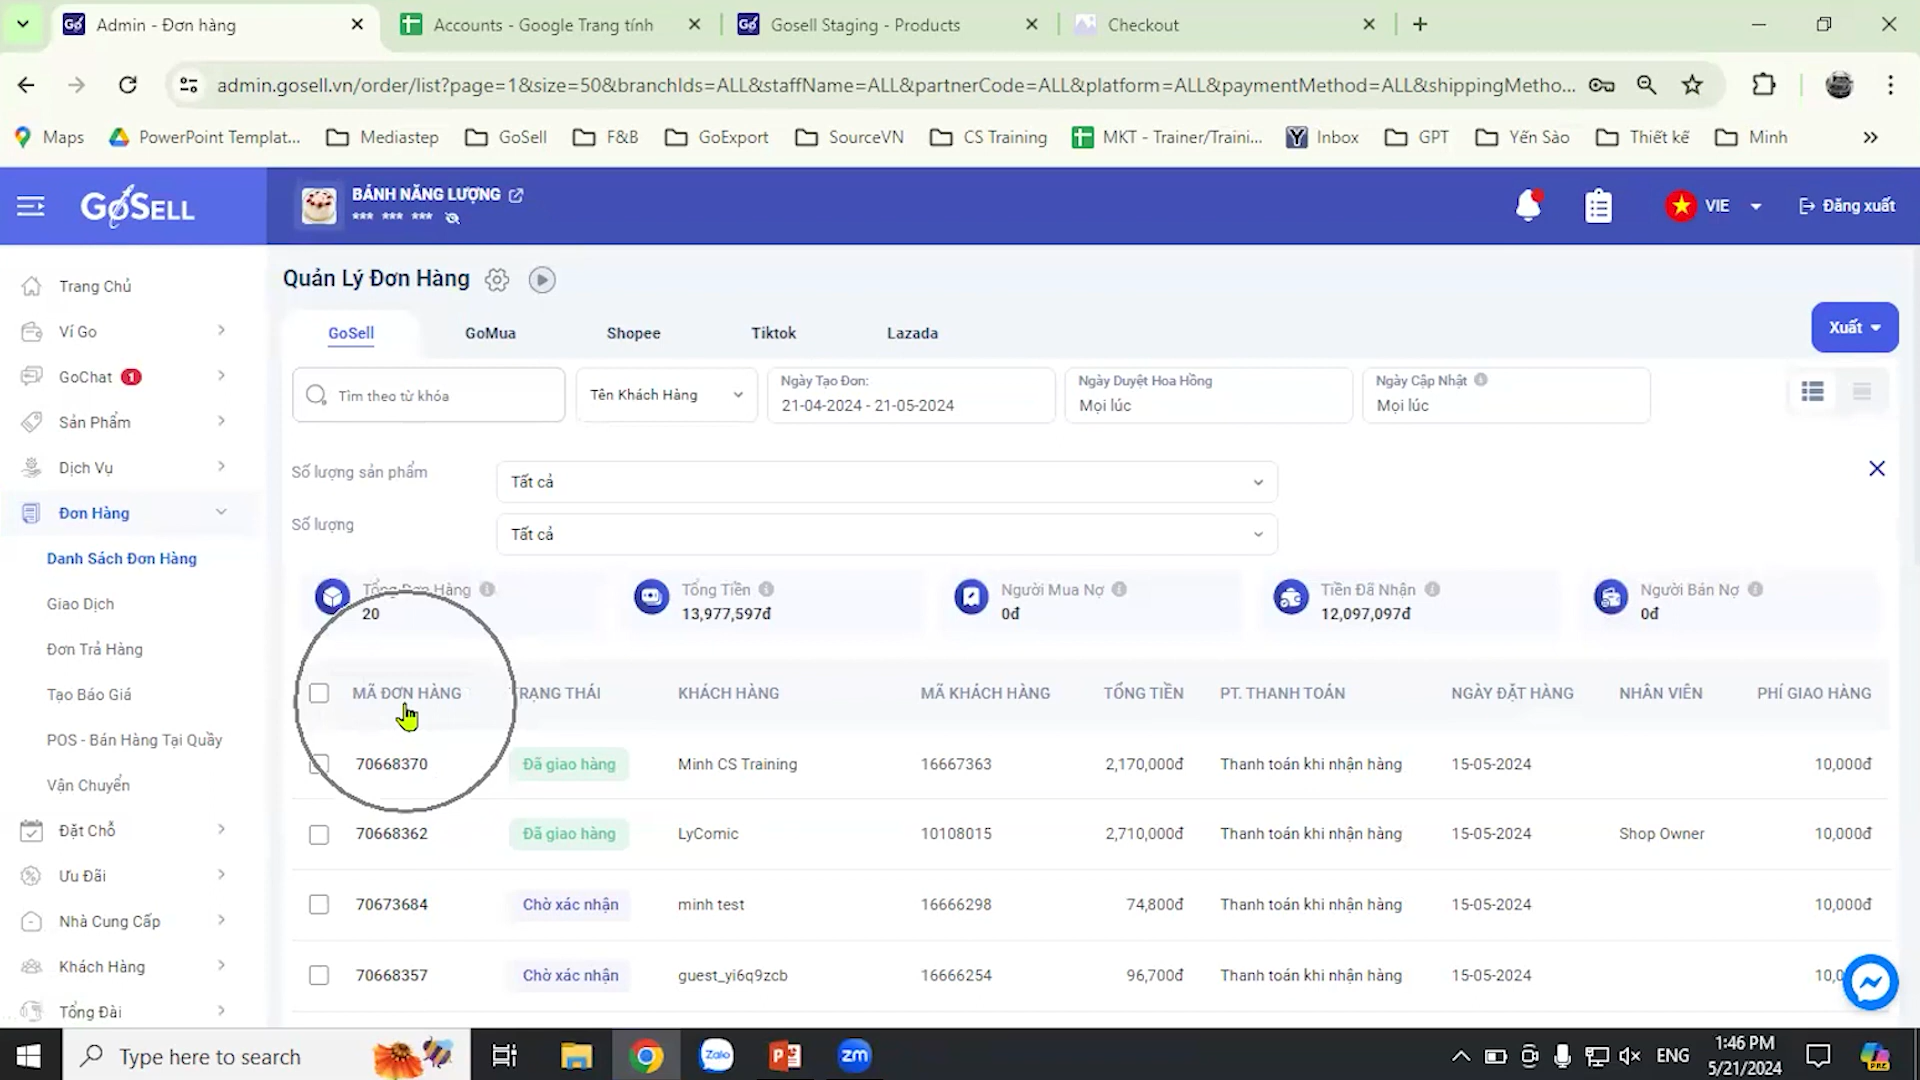 Admin - Đơn hàng
Accounts - Google Trang tính
Gosell Staging - Products
Checkout
admin.gosell.vn/order/list?page=1&size=50&branchIds=ALL&staffName=ALL&partnerCode=ALL&platform=ALL&paymentMethod=ALL&shippingMetho...
Maps
PowerPoint Templat...
Mediastep
GoSell
F&B
GoExport
SourceVN
CS Training
MKT - Trainer/Traini...
Inbox
GPT
Yến Sào
Thiết kế
Minh
GOSELL
BÁNH NĂNG LƯỢNG
*** *** ***
VIE
Đăng xuất
Trang Chủ
Ví Go
GoChat 1
Sản Phẩm
Dịch Vụ
Đơn Hàng
Danh Sách Đơn Hàng
Giao Dịch
Đơn Trả Hàng
Tạo Báo Giá
POS - Bán Hàng Tại Quầy
Vận Chuyển
Đặt Chỗ
Ưu Đãi
Nhà Cung Cấp
Khách Hàng
Tổng Đài
Quản Lý Đơn Hàng
GoSell
GoMua
Shopee
Tiktok
Lazada
Xuất
Tìm theo từ khóa
Tên Khách Hàng
Ngày Tạo Đơn:
21-04-2024 - 21-05-2024
Ngày Duyệt Hoa Hồng
Mọi lúc
Ngày Cập Nhật
Mọi lúc
Số lượng sản phẩm
Tất cả
Số lượng
Tất cả
Tổng Đơn Hàng
20
Tổng Tiền
13,977,597đ
Người Mua Nợ
0đ
Tiền Đã Nhận
12,097,097đ
Người Bán Nợ
0đ
MÃ ĐƠN HÀNG TRẠNG THÁI KHÁCH HÀNG MÃ KHÁCH HÀNG TỔNG TIỀN PT. THANH TOÁN NGÀY ĐẶT HÀNG NHÂN VIÊN PHÍ GIAO HÀNG
70668370 Đã giao hàng Minh CS Training 16667363 2,170,000đ Thanh toán khi nhận hàng 15-05-2024 10,000đ
70668362 Đã giao hàng LyComic 10108015 2,710,000đ Thanh toán khi nhận hàng 15-05-2024 Shop Owner 10,000đ
70673684 Chờ xác nhận minh test 16666298 74,800đ Thanh toán khi nhận hàng 15-05-2024 10,000đ
70668357 Chờ xác nhận guest_yi6q9zcb 16666254 96,700đ Thanh toán khi nhận hàng 15-05-2024
Type here to search
Zalo
zm
ENG
1:46 PM
5/21/2024